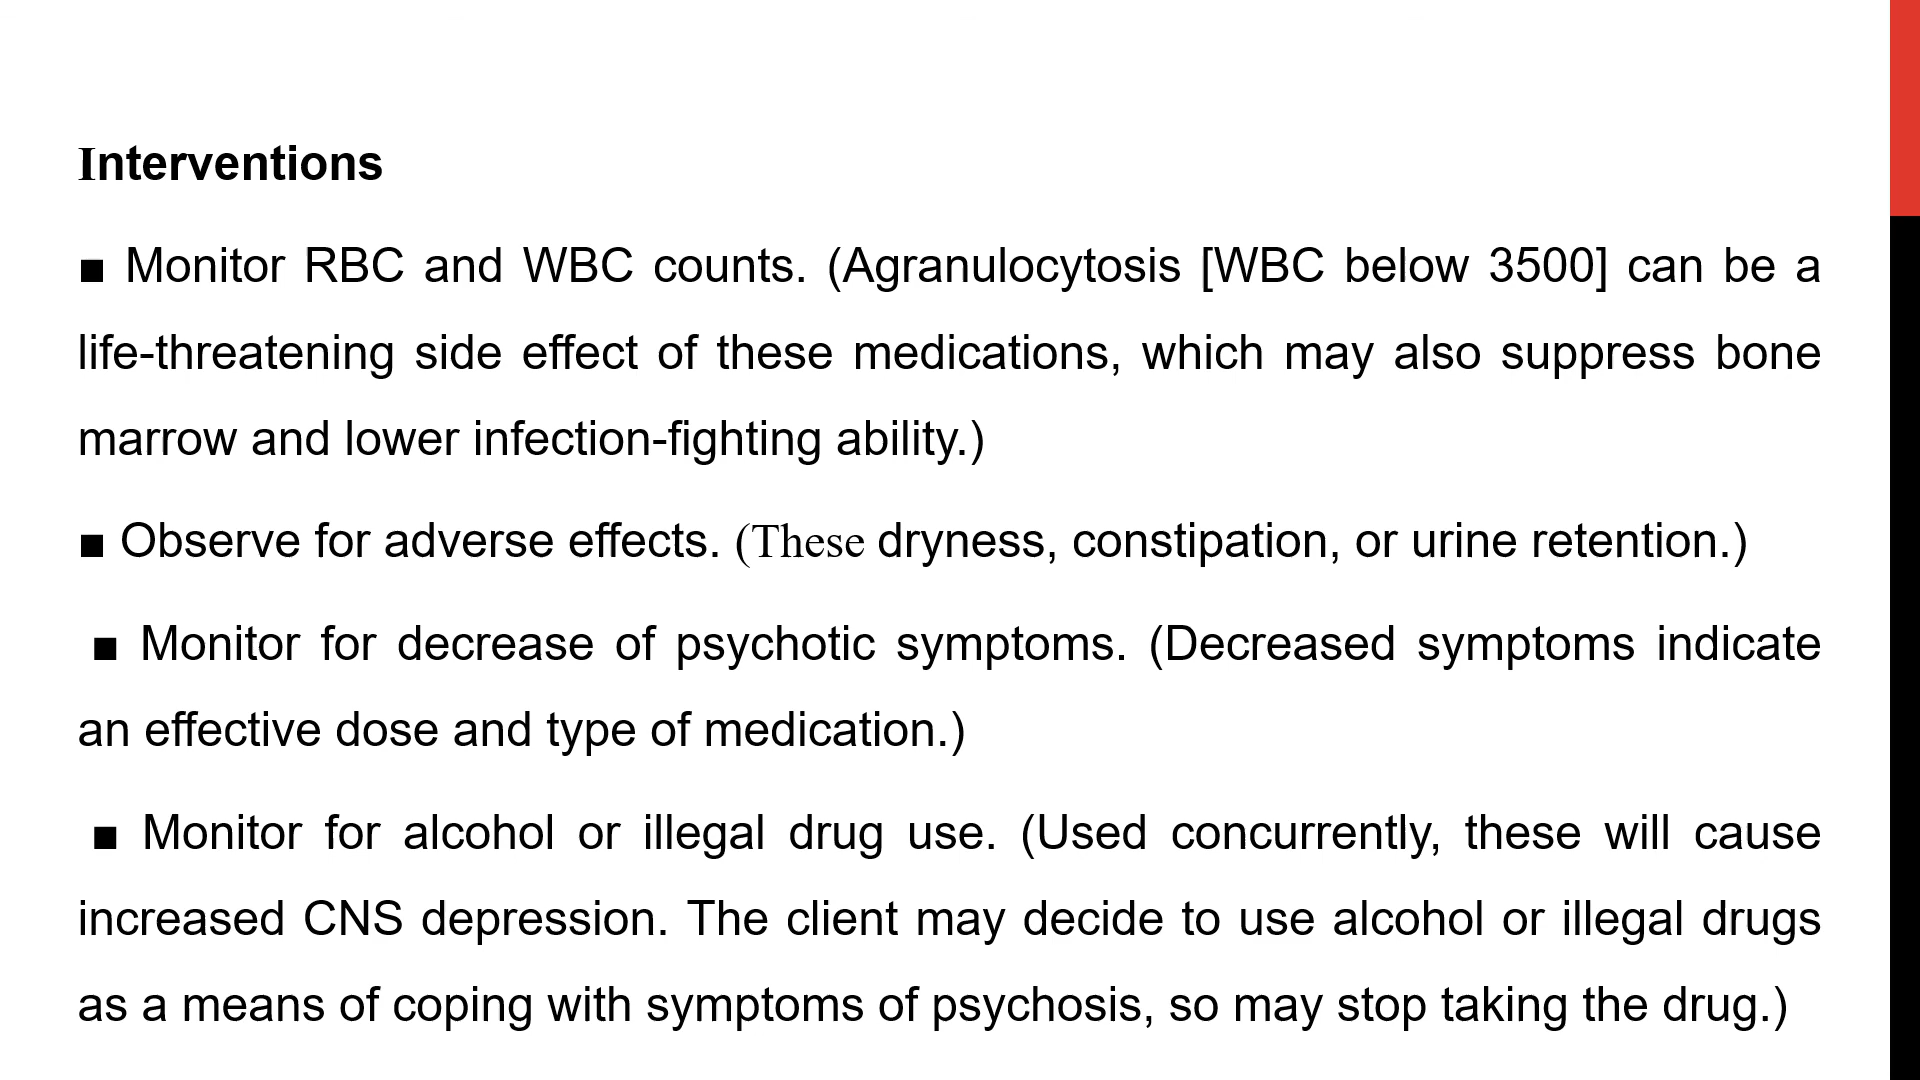 Interventions
■ Monitor RBC and WBC counts. (Agranulocytosis [WBC below 3500] can be a
life-threatening side effect of these medications, which may also suppress bone
marrow and lower infection-fighting ability.)
■ Observe for adverse effects. (These dryness, constipation, or urine retention.)
■ Monitor for decrease of psychotic symptoms. (Decreased symptoms indicate
an effective dose and type of medication.)
■ Monitor for alcohol or illegal drug use. (Used concurrently, these will cause
increased CNS depression. The client may decide to use alcohol or illegal drugs
as a means of coping with symptoms of psychosis, so may stop taking the drug.)